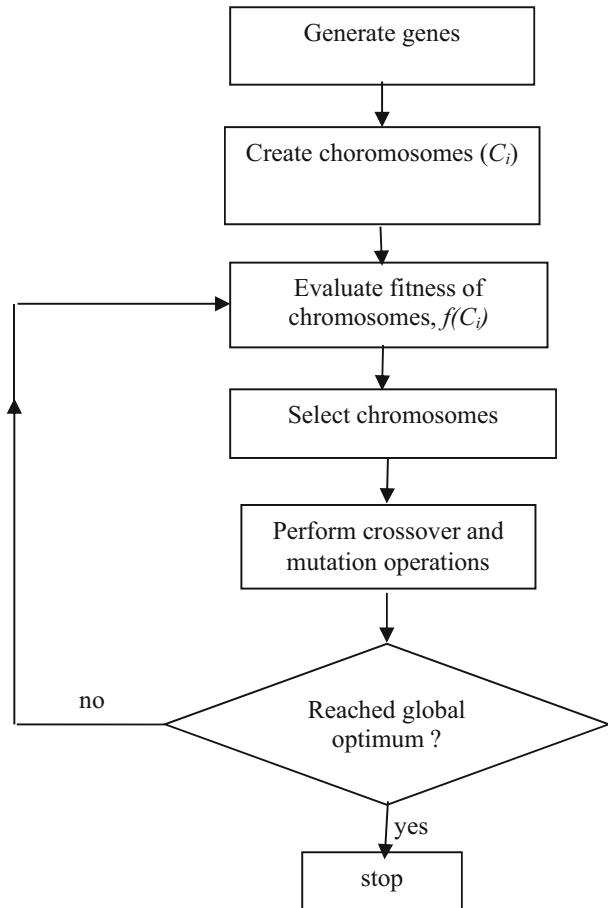 Generate genes
Create choromosomes (Ci)
Evaluate fitness of
chromosomes, f(Ci)
Select chromosomes
Perform crossover and
mutation operations
no
Reached global
optimum ?
yes
stop